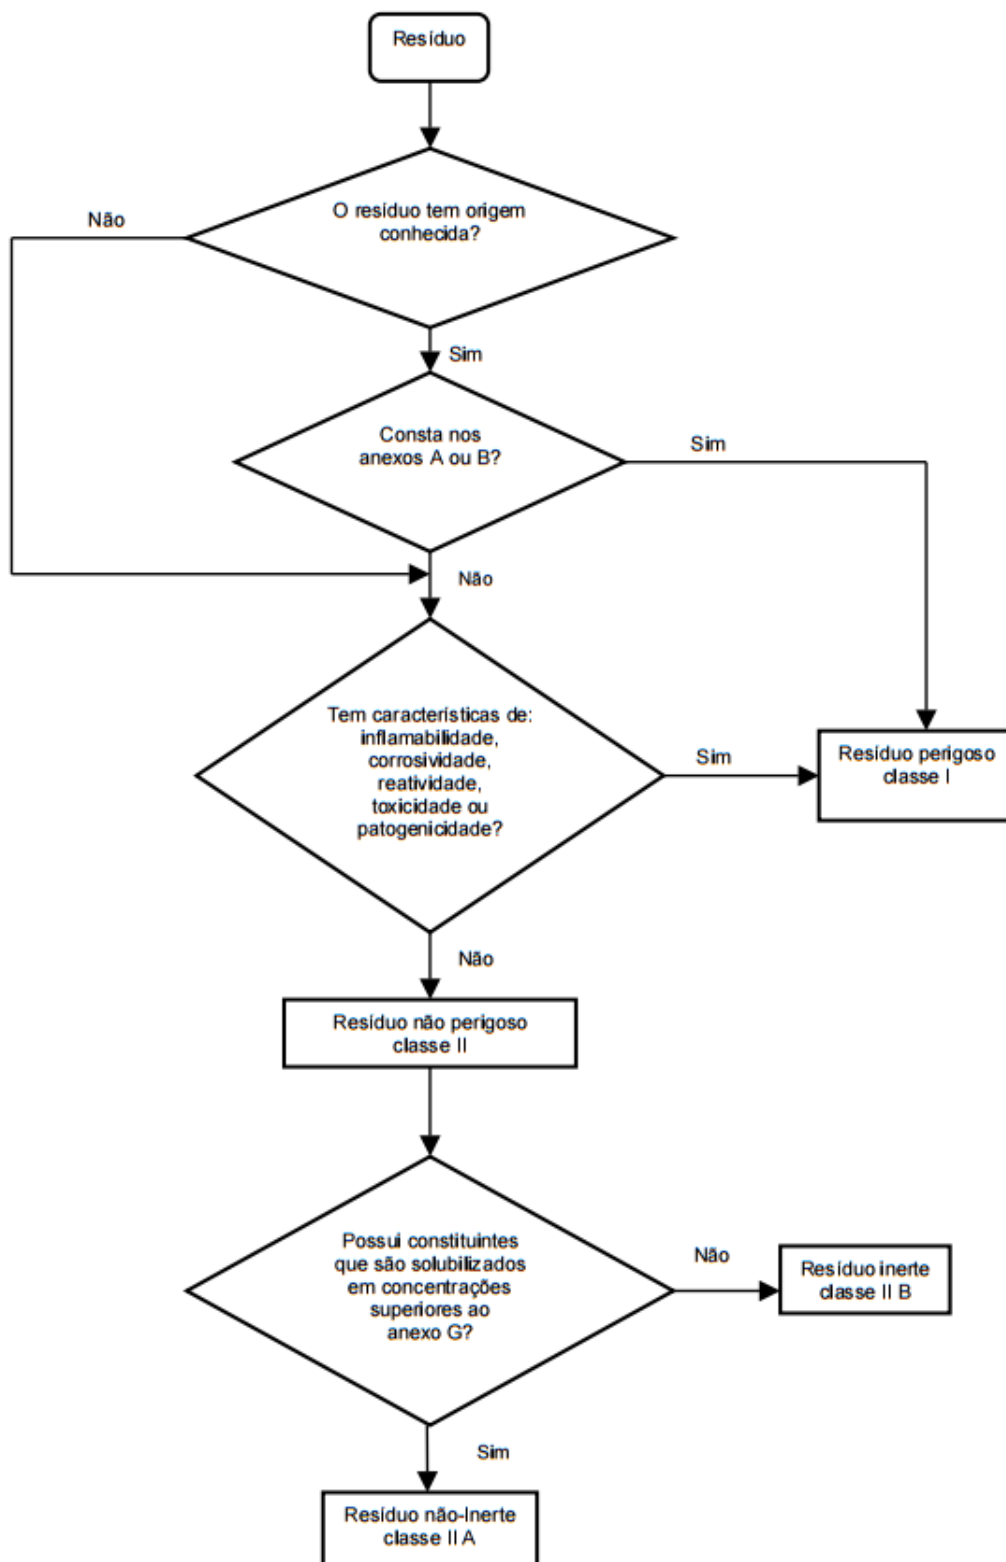 Resíduo
O resíduo tem origem
conhecida?
Não
Sim
Consta nos
anexos A ou B?
Sim
Não
Tem características de:
inflamabilidade,
corrosividade,
reatividade,
toxicidade ou
patogenicidade?
Sim
Resíduo perigoso
classe I
Não
Resíduo não perigoso
classe II
Possui constituintes
que são solubilizados
em concentrações
superiores ao
anexo G?
Não
Resíduo inerte
classe II B
Sim
Resíduo não-Inerte
classe II A